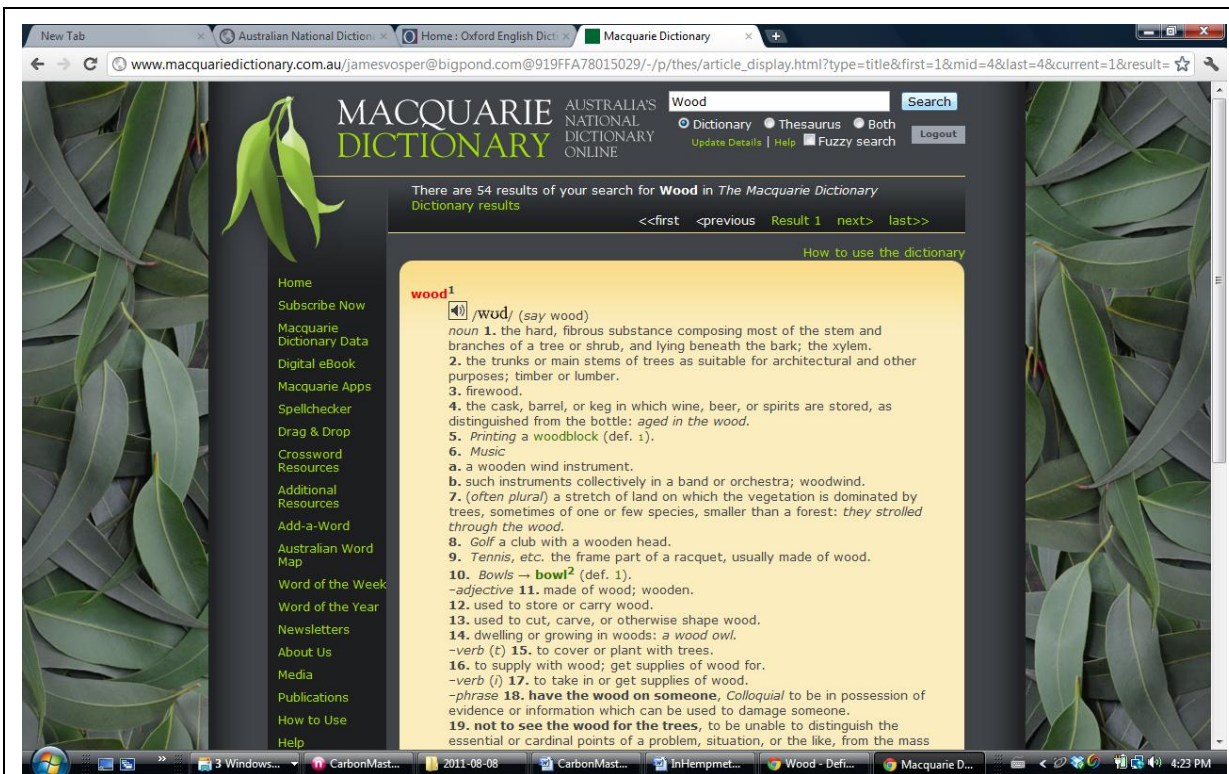 New Tab
Australian National Diction
Home : Oxford English Dicti
Macquarie Dictionary
www.macquariedictionary.com.au/jamesvosper@bigpond.com@919FFA78015029/-/p/thes/article_display.html?type=title&first=1&mid=4&last=4&current=1&result=
MACQUARIE
DICTIONARY
AUSTRALIA'S
NATIONAL
DICTIONARY
ONLINE
Wood
Search
Dictionary Thesaurus Both
Update Details | Help Fuzzy search
Logout
There are 54 results of your search for Wood in The Macquarie Dictionary
Dictionary results
<<first <previous Result 1 next> last>>
How to use the dictionary
Home
Subscribe Now
Macquarie
Dictionary Data
Digital eBook
Macquarie Apps
Spellchecker
Drag & Drop
Crossword
Resources
Additional
Resources
Add-a-Word
Australian Word
Map
Word of the Week
Word of the Year
Newsletters
About Us
Media
Publications
How to Use
Help
wood1
/wʊd/ (say wood)
noun 1. the hard, fibrous substance composing most of the stem and
branches of a tree or shrub, and lying beneath the bark; the xylem.
2. the trunks or main stems of trees as suitable for architectural and other
purposes; timber or lumber.
3. firewood.
4. the cask, barrel, or keg in which wine, beer, or spirits are stored, as
distinguished from the bottle: aged in the wood.
5. Printing a woodblock (def. 1).
6. Music
a. a wooden wind instrument.
b. such instruments collectively in a band or orchestra; woodwind.
7. (often plural) a stretch of land on which the vegetation is dominated by
trees, sometimes of one or few species, smaller than a forest: they strolled
through the wood.
8. Golf a club with a wooden head.
9. Tennis, etc. the frame part of a racquet, usually made of wood.
10. Bowls → bowl2 (def. 1).
–adjective 11. made of wood; wooden.
12. used to store or carry wood.
13. used to cut, carve, or otherwise shape wood.
14. dwelling or growing in woods: a wood owl.
–verb (t) 15. to cover or plant with trees.
16. to supply with wood; get supplies of wood for.
–verb (i) 17. to take in or get supplies of wood.
–phrase 18. have the wood on someone, Colloquial to be in possession of
evidence or information which can be used to damage someone.
19. not to see the wood for the trees, to be unable to distinguish the
essential or cardinal points of a problem, situation, or the like, from the mass
3 Windows...
CarbonMast...
2011-08-08
CarbonMast...
InHempmet...
Wood - Defi...
Macquarie D...
4:23 PM